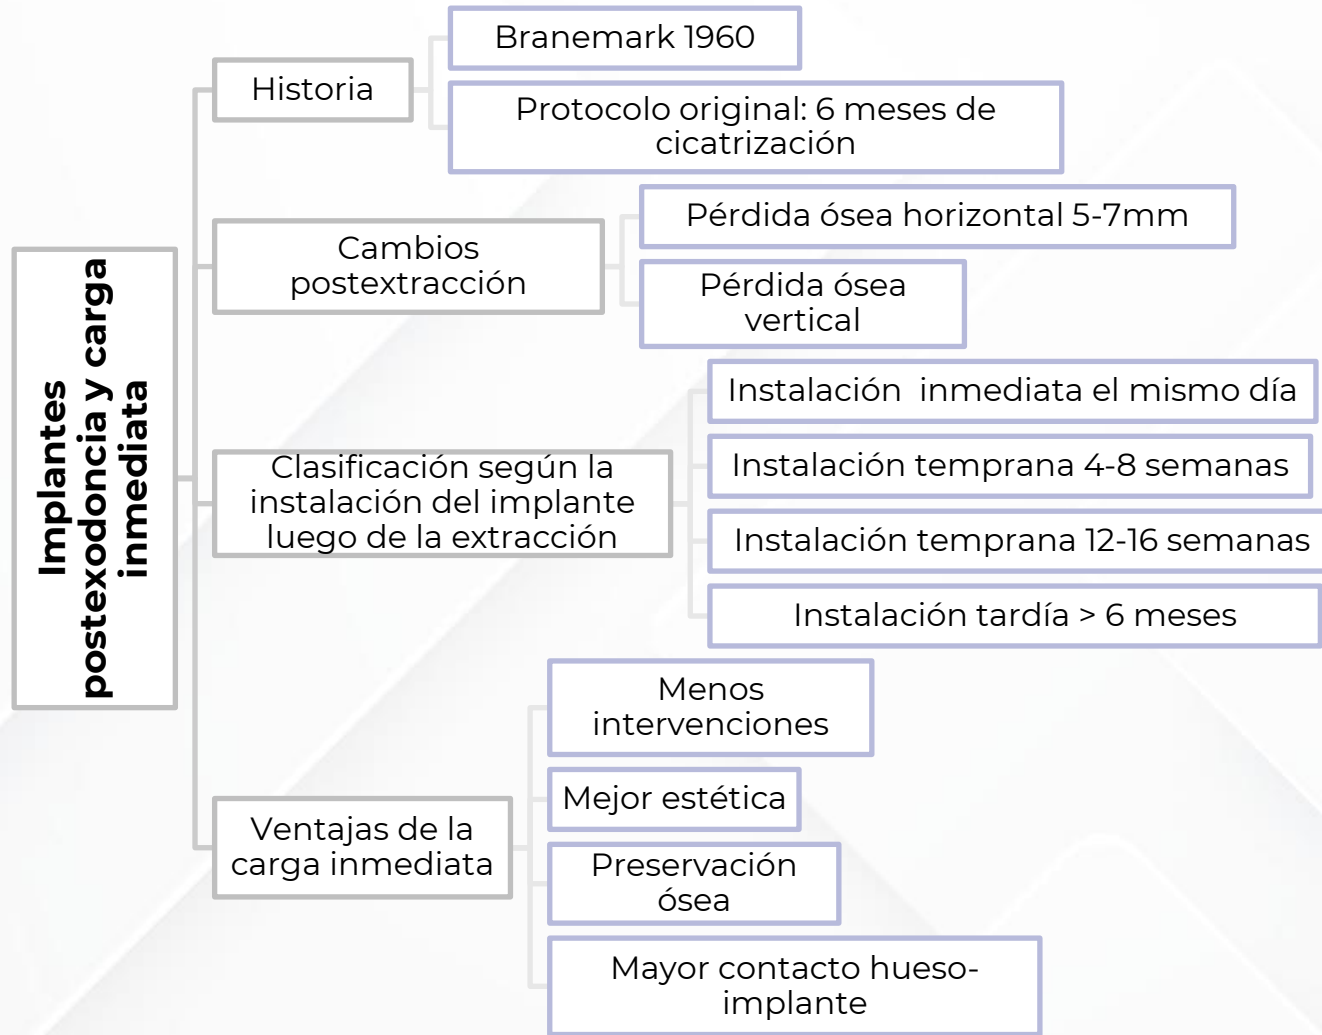 Implantes
postexodoncia y carga
inmediata
Historia
Branemark 1960
Protocolo original: 6 meses de
cicatrización
Cambios
postextracción
Pérdida ósea horizontal 5-7mm
Pérdida ósea
vertical
Clasificación según la
instalación del implante
luego de la extracción
Instalación  inmediata el mismo día
Instalación temprana 4-8 semanas
Instalación temprana 12-16 semanas
Instalación tardía > 6 meses
Ventajas de la
carga inmediata
Menos
intervenciones
Mejor estética
Preservación
ósea
Mayor contacto hueso-
implante